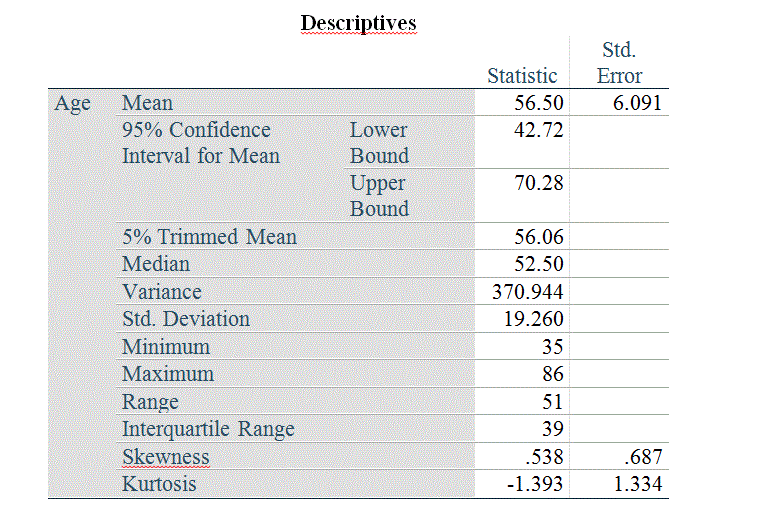 Descriptives
Std.
Statistic Error
Age Mean 56.50 6.091
95% Confidence Lower 42.72
Interval for Mean Bound
Upper 70.28
Bound
5% Trimmed Mean 56.06
Median 52.50
Variance 370.944
Std. Deviation 19.260
Minimum 35
Maximum 86
Range 51
Interquartile Range 39
Skewness .538 .687
Kurtosis -1.393 1.334